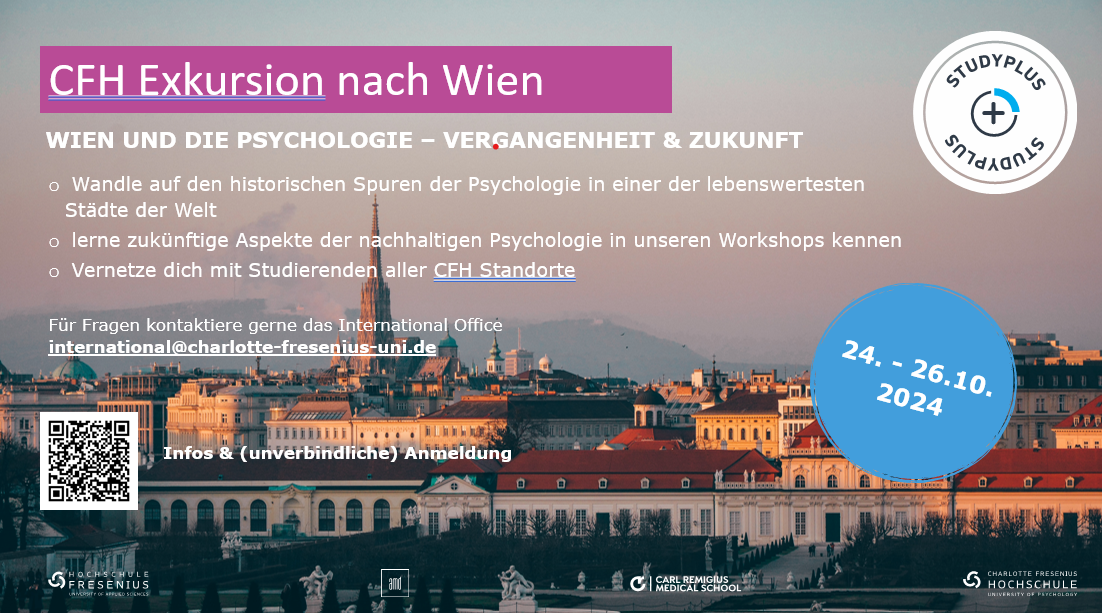 CFH Exkursion nach Wien
STUDYPLUS
STUDYPLUS
WIEN UND DIE PSYCHOLOGIE – VERGANGENHEIT & ZUKUNFT
o Wandle auf den historischen Spuren der Psychologie in einer der lebenswertesten
Städte der Welt
o lerne zukünftige Aspekte der nachhaltigen Psychologie in unseren Workshops kennen
o Vernetze dich mit Studierenden aller CFH Standorte
Für Fragen kontaktiere gerne das International Office
international@charlotte-fresenius-uni.de
24. - 26.10.
2024
Infos & (unverbindliche) Anmeldung
HOCHSCHULE
FRESENIUS
UNIVERSITY OF APPLIED SCIENCES
amd
CARL REMIGIUS
MEDICAL SCHOOL
CHARLOTTE FRESENIUS
HOCHSCHULE
UNIVERSITY OF PSYCHOLOGY